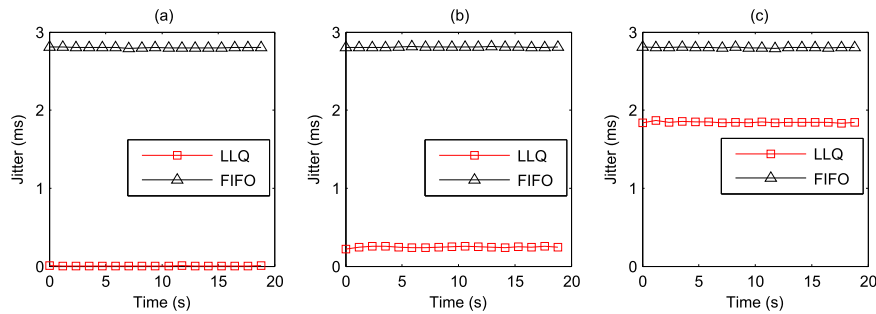 (a)
3
2
1
0
Jitter (ms)
LLQ
FIFO
0 5 10 15 20
Time (s)
(b)
3
2
1
0
Jitter (ms)
LLQ
FIFO
0 5 10 15 20
Time (s)
(c)
3
2
1
0
Jitter (ms)
LLQ
FIFO
0 5 10 15 20
Time (s)